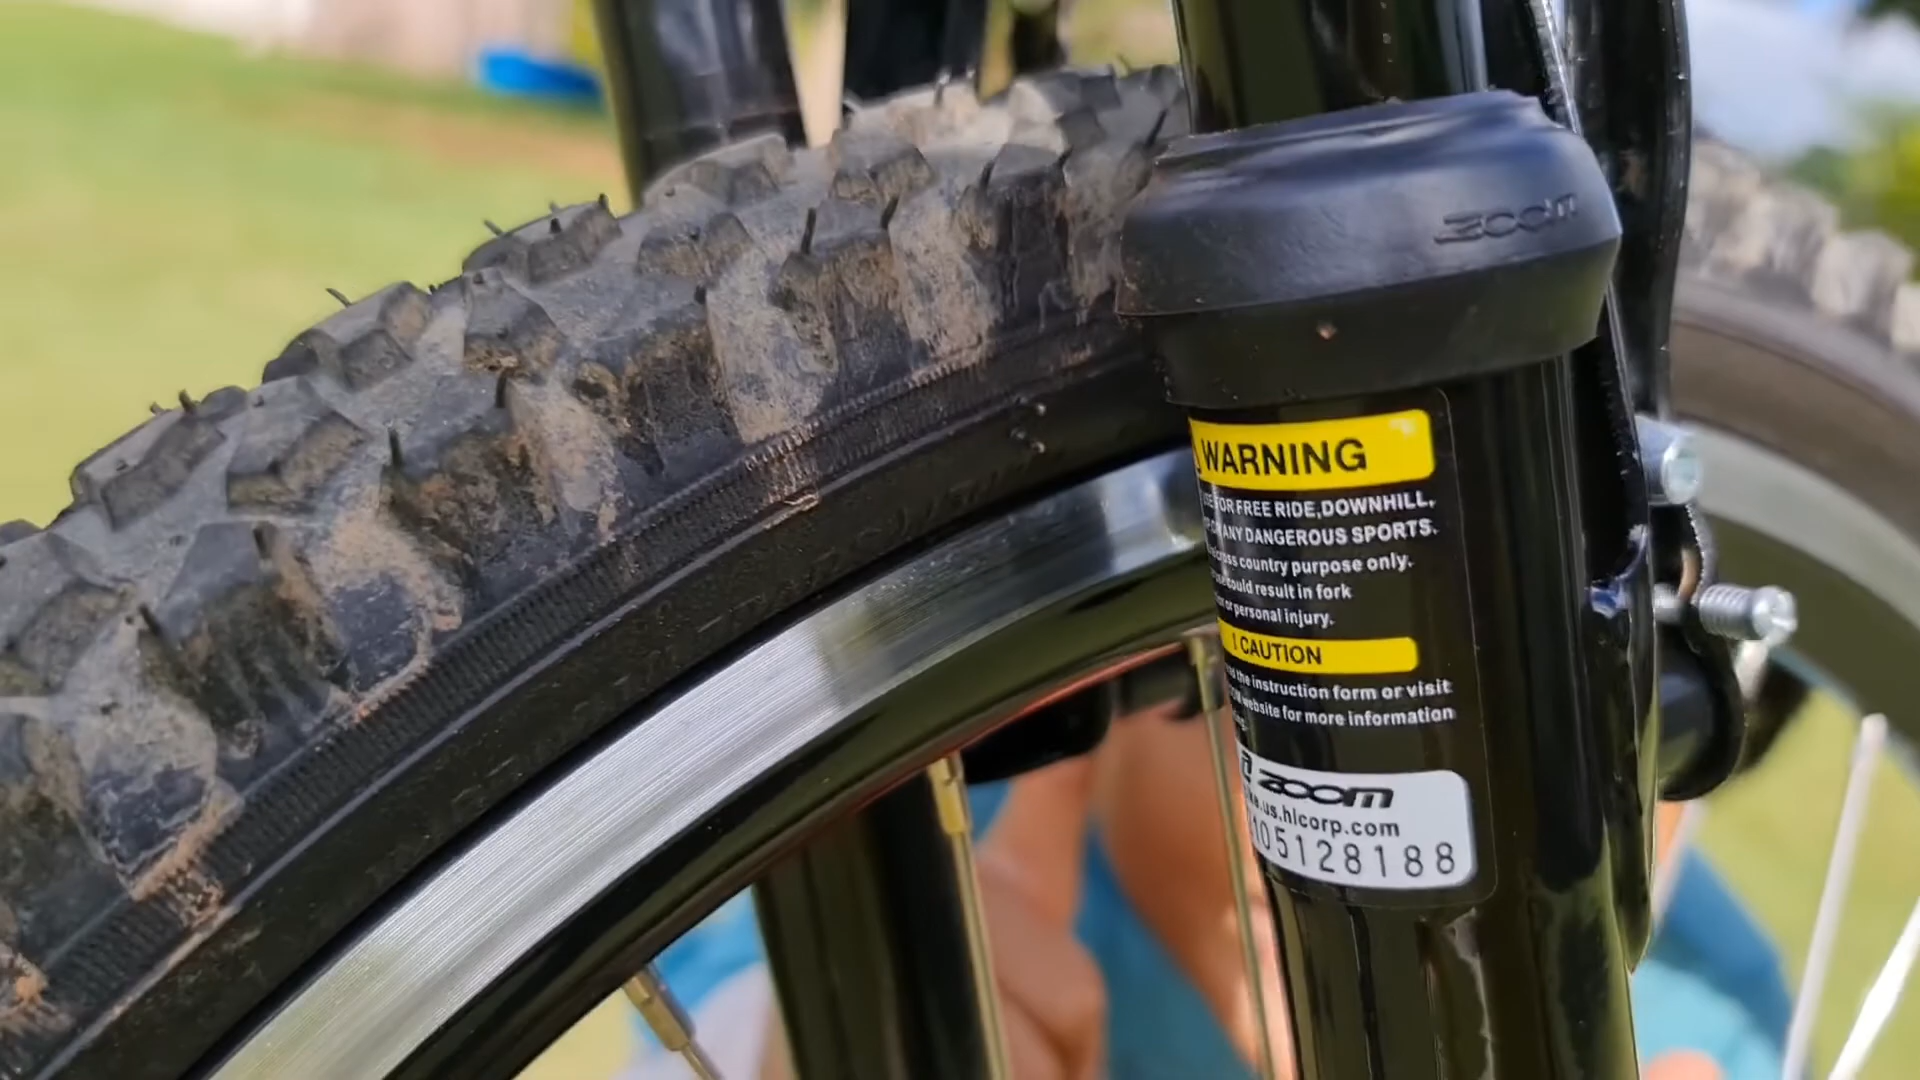 ZOOM
WARNING
FOR FREE RIDE,DOWNHILL,
ANY DANGEROUS SPORTS.
country purpose only.
could result in fork
or personal injury.
! CAUTION
the instruction form or visit
website for more information
ZOOM
.us.hlcorp.com
105128188